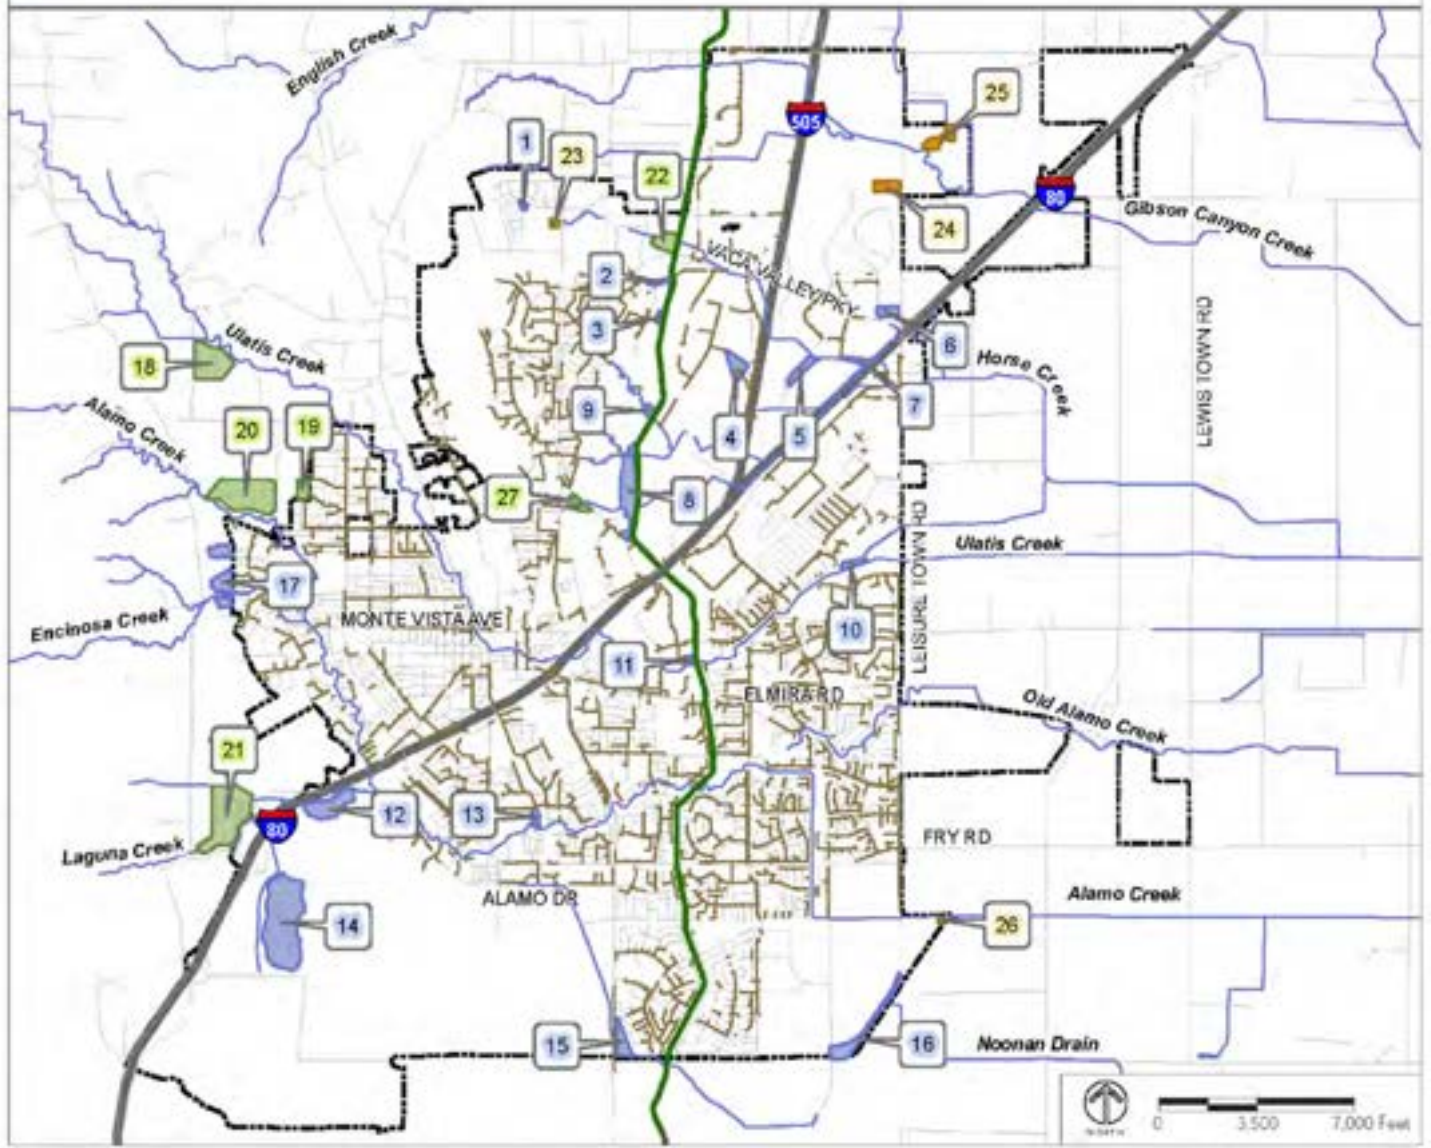 English Creek
25
505
1
23
22
80
Gibson Canyon Creek
24
VACA VALLEY PKY
2
3
LEWIS TOWN RD
Ulatis Creek
18
6
Horse Creek
Alamo Creek
20
19
9
4
5
7
27
8
LEISURE TOWN RD
Ulatis Creek
17
MONTE VISTA AVE
Encinosa Creek
10
11
ELMIRA RD
Old Alamo Creek
21
12
13
80
FRY RD
Laguna Creek
ALAMO DR
Alamo Creek
14
26
15
16
Noonan Drain
NORTH
0
3,500
7,000 Feet